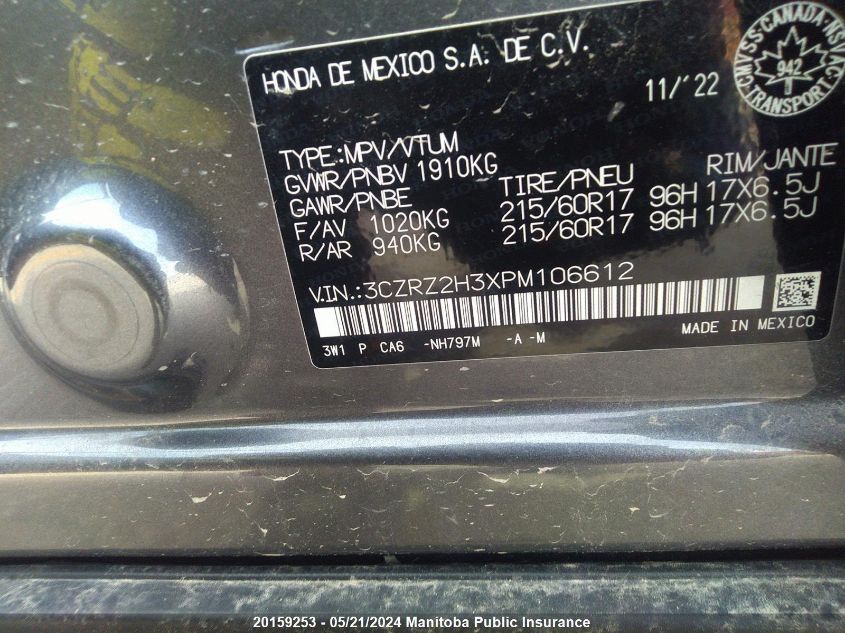 HONDA DE MEXICO S.A. DE C.V.
11/'22
CMVSS CANADA-NSVAC
942
TRANSPORT
TYPE:MPV/VTUM
GVWR/PNBV 1910KG
GAWR/PNBE TIRE/PNEU RIM/JANTE
F/AV 1020KG 215/60R17 96H 17X6.5J
R/AR 940KG 215/60R17 96H 17X6.5J
V.I.N.:3CZRZ2H3XPM106612
3W1 P CA6 -NH797M -A -M MADE IN MEXICO
20159253 - 05/21/2024 Manitoba Public Insurance